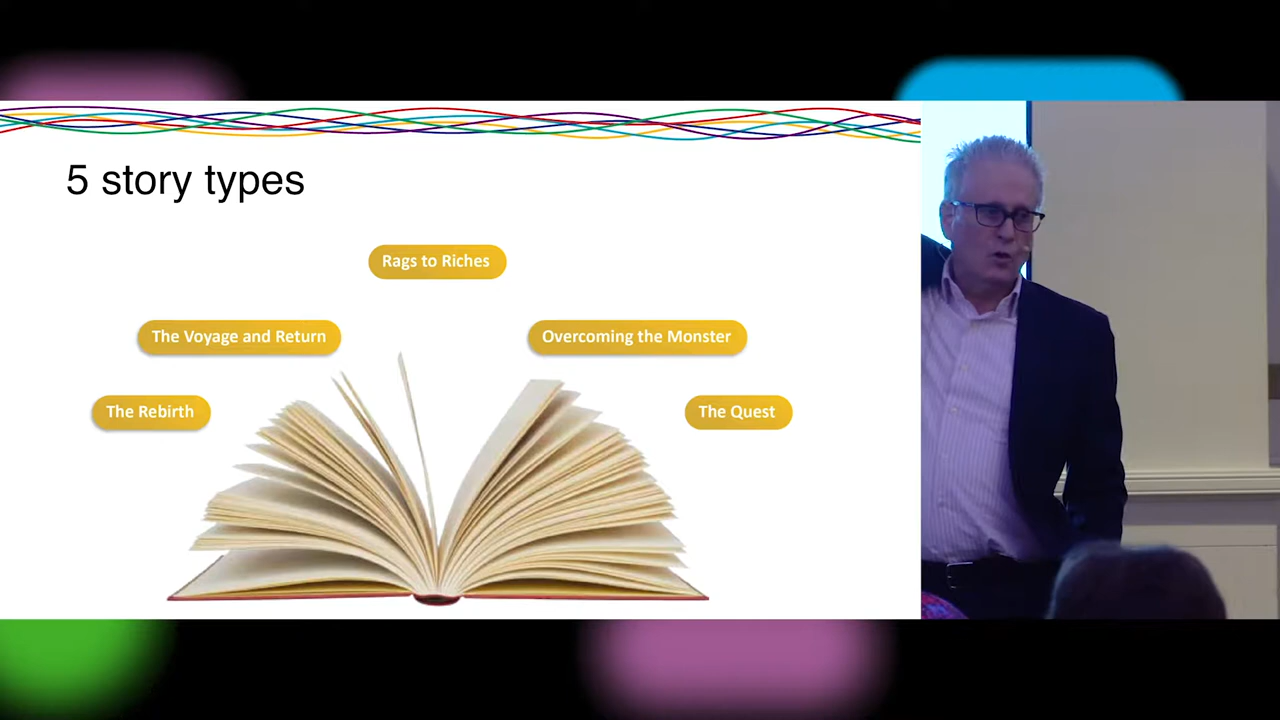 5 story types
Rags to Riches
The Voyage and Return
Overcoming the Monster
The Rebirth
The Quest